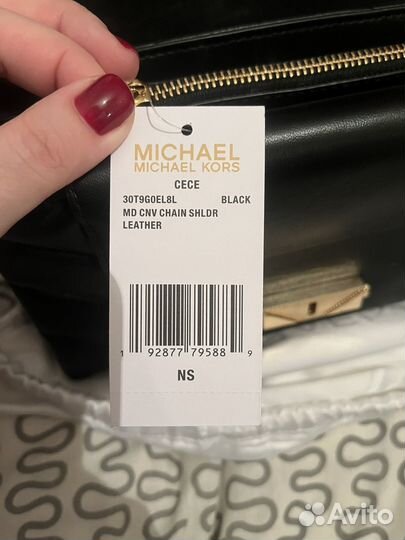 MICHAEL
MICHAEL KORS
CECE
30T9G0EL8L BLACK
MD CNV CHAIN SHLDR
LEATHER
1 92877 79588 9
NS
Avito